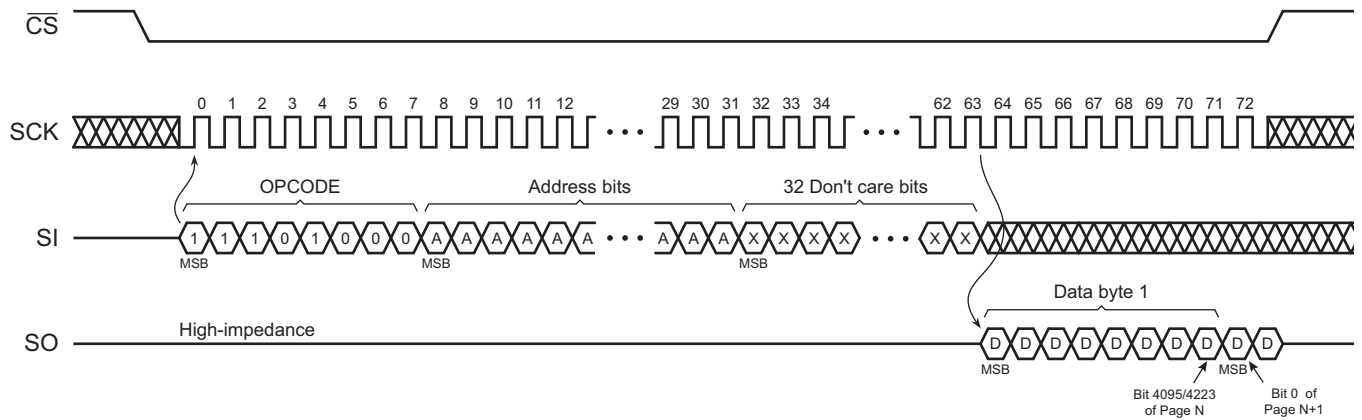 CS
0 1 2 3 4 5 6 7 8 9 10 11 12 29 30 31 32 33 34 62 63 64 65 66 67 68 69 70 71 72
SCK
OPCODE Address bits 32 Don't care bits
SI 1 1 1 0 1 0 0 0 A A A A A A A A A X X X X X X
MSB MSB MSB
Data byte 1
High-impedance
SO D D D D D D D D D D
MSB MSB
Bit 4095/4223 of Page N
Bit 0 of Page N+1